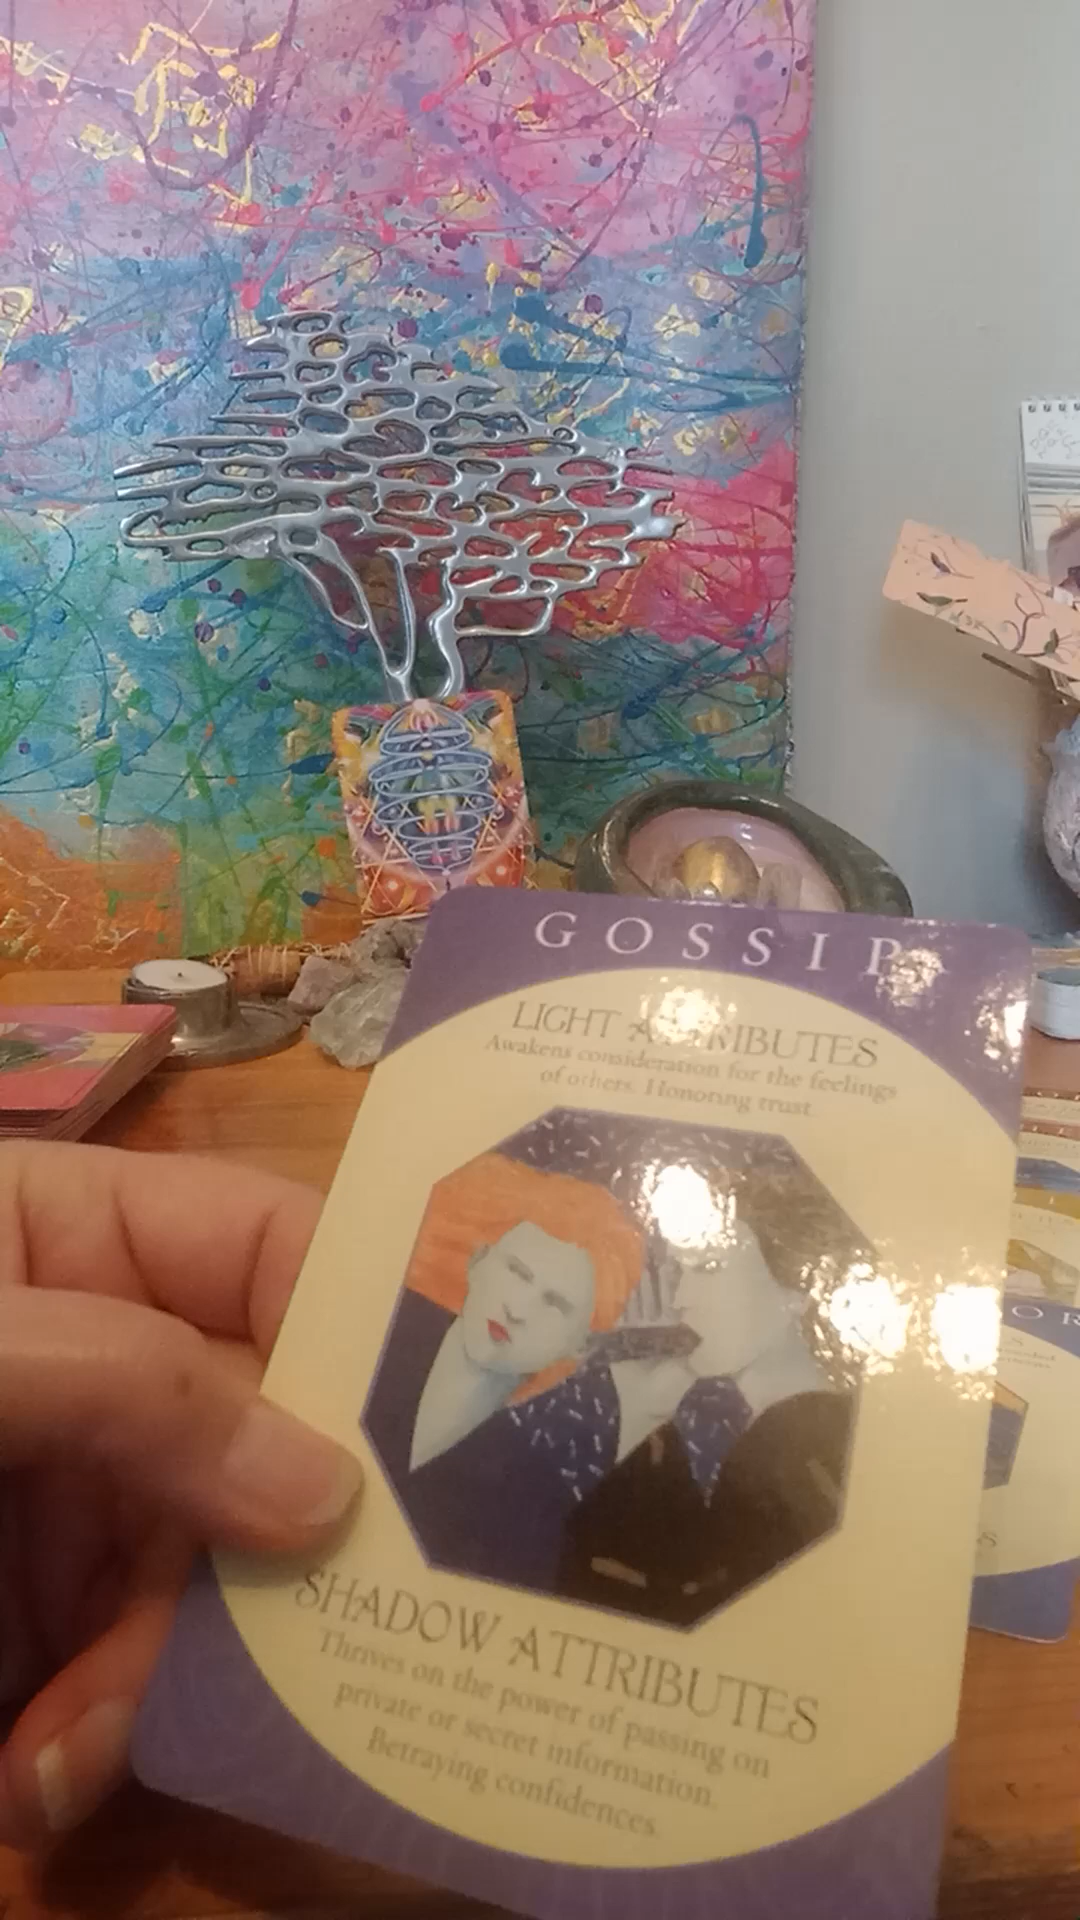 GOSSIP
LIGHT ATTRIBUTES
Awakens consideration for the feelings
of others. Honoring trust.
SHADOW ATTRIBUTES
Thrives on the power of passing on
private or secret information.
Betraying confidences.
OR
S